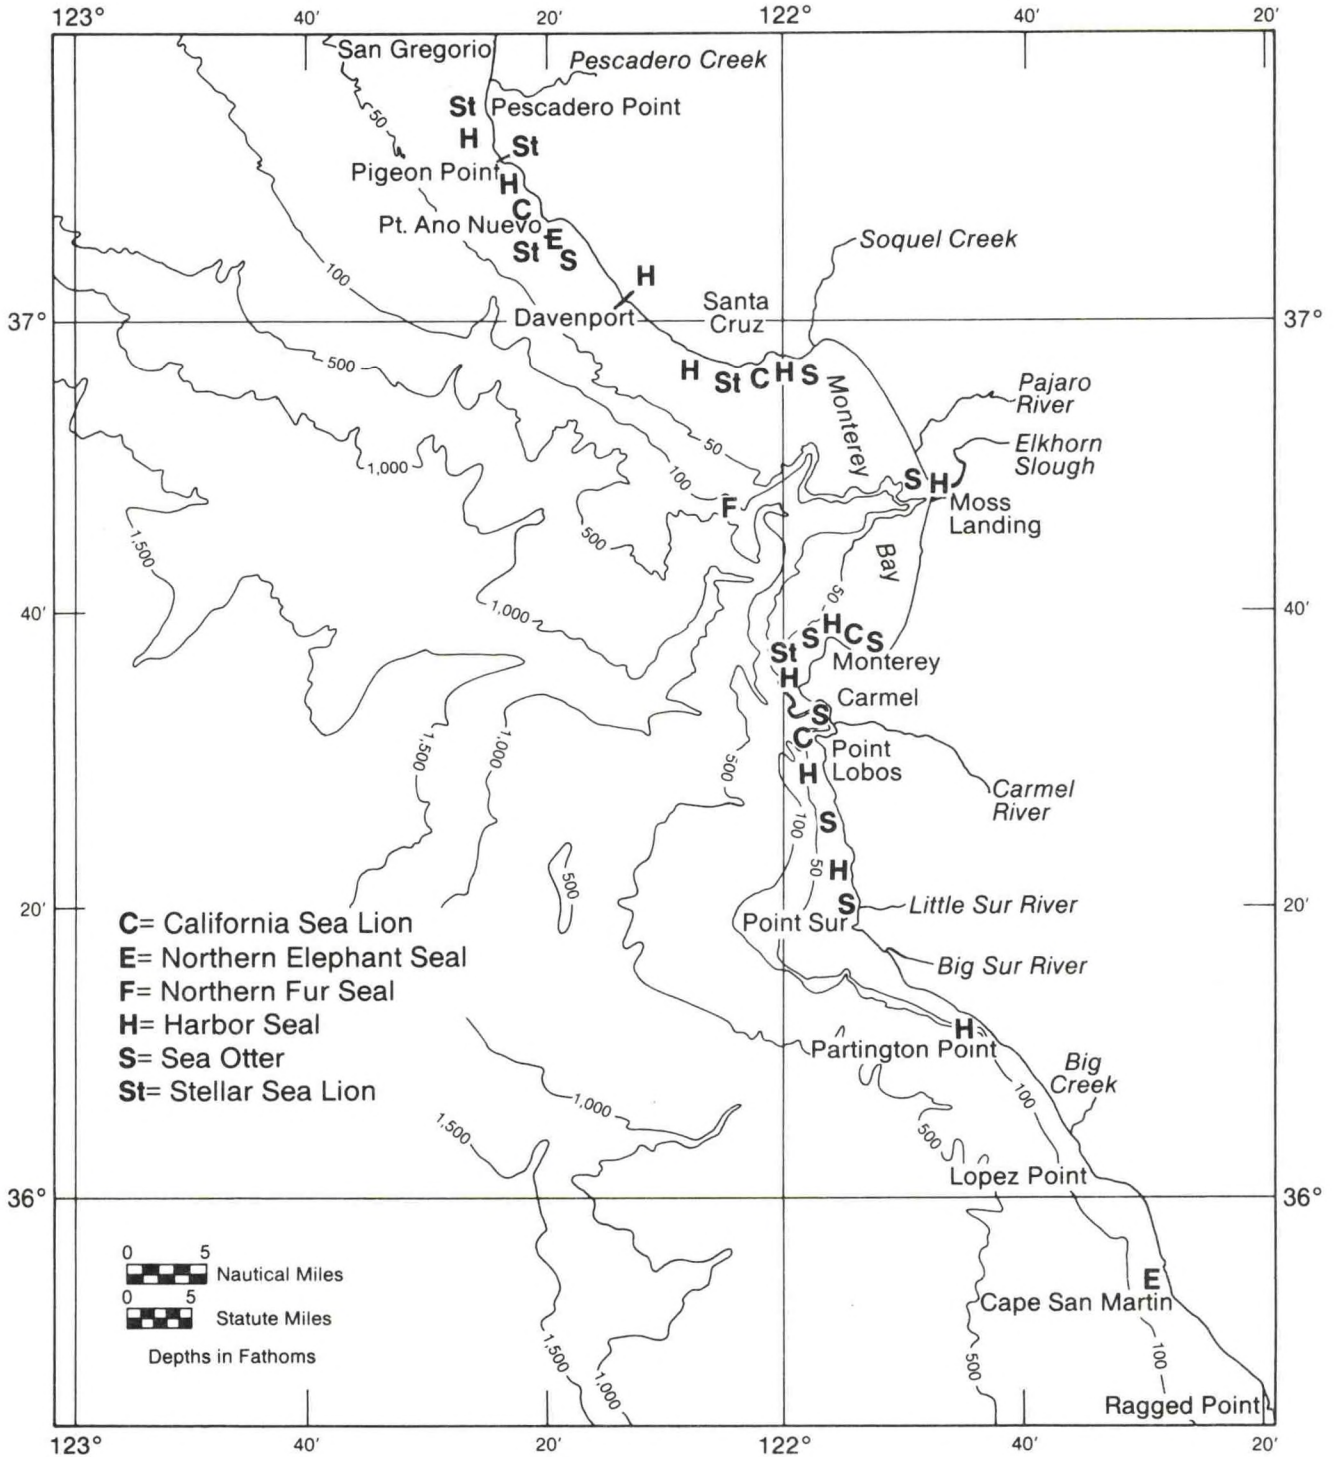 123° 40′ 20′ 122° 40′ 20′
San Gregorio
Pescadero Creek
50
St Pescadero Point
H
St
Pigeon Point
H
C
Pt. Ano Nuevo
E
St S
Soquel Creek
100
H
Santa
Cruz
Davenport
37° 37°
500
H St C H S
Monterey
Pajaro
River
50
Elkhorn
Slough
1,000
100
S H
F
Moss
Landing
1,500
500
Bay
50
40′ 40′
1,000
S H C S
St
Monterey
H
Carmel
S
C
Point
Lobos
1,500
1,000
500
H
Carmel
River
100
S
50
H
500
20′ 20′
S
Little Sur River
Point Sur
C= California Sea Lion
E= Northern Elephant Seal
F= Northern Fur Seal
H= Harbor Seal
S= Sea Otter
St= Stellar Sea Lion
Big Sur River
H
Partington Point
Big
Creek
100
1,000
1,500
500
Lopez Point
36° 36°
0 5
Nautical Miles
0 5
Statute Miles
Depths in Fathoms
E
Cape San Martin
1,500
1,000
500
100
Ragged Point
123° 40′ 20′ 122° 40′ 20′